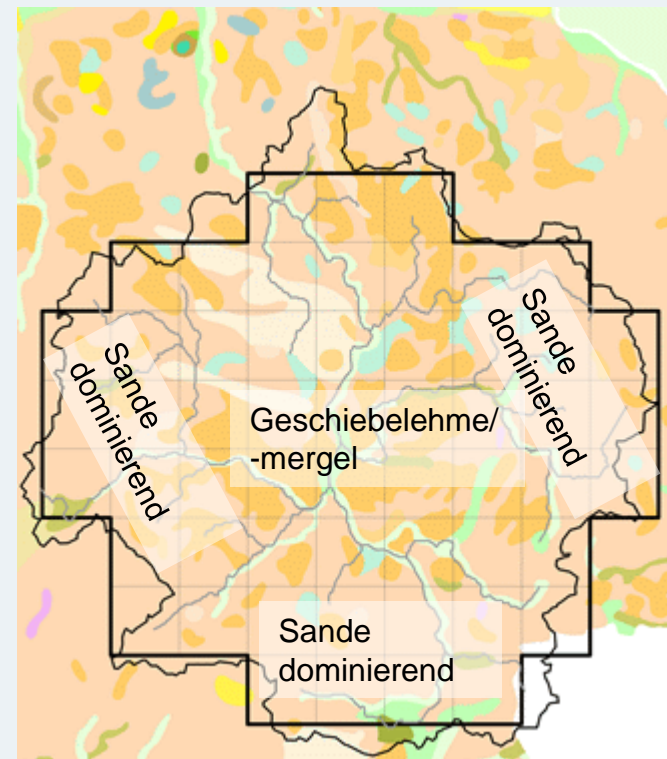 Sande
dominierend
Sande
dominierend
Geschiebelehme/
-mergel
Sande
dominierend